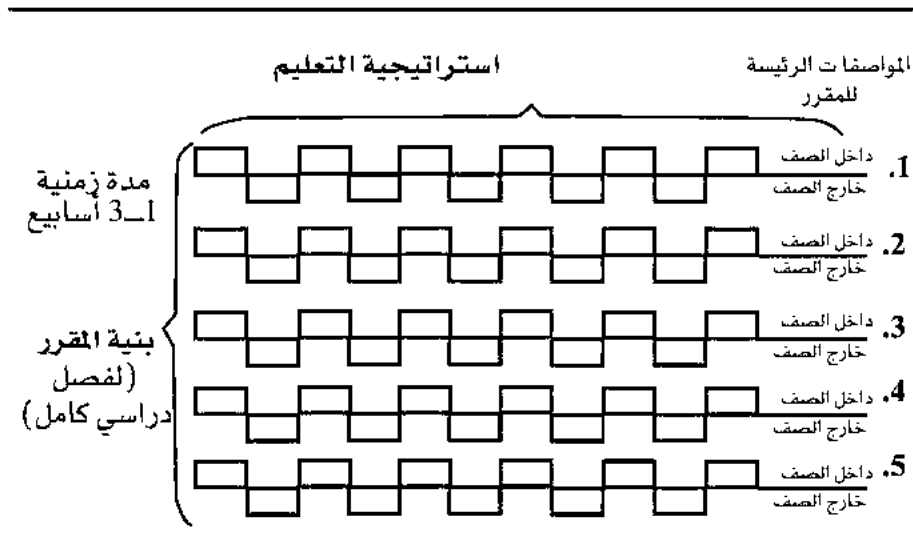 استراتيجية التعليم
المواصفات الرئيسة
للمقرر
1. داخل الصف
خارج الصف
2. داخل الصف
خارج الصف
3. داخل الصف
خارج الصف
4. داخل الصف
خارج الصف
5. داخل الصف
خارج الصف
مدة زمنية
1_3 أسابيع
بنية المقرر
(لفصل
دراسي كامل)